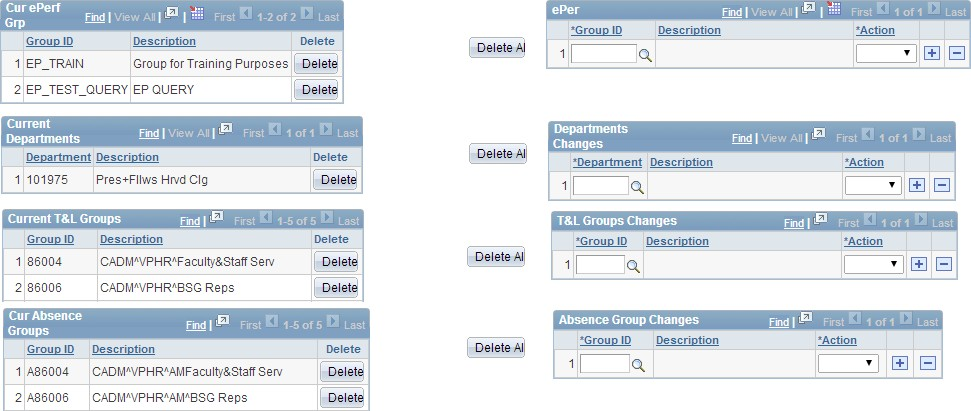 Cur ePerf Grp Find | View All | | First 1-2 of 2 Last
Group ID Description Delete
1 EP_TRAIN Group for Training Purposes Delete
2 EP_TEST_QUERY EP QUERY Delete
Delete Al
ePer Find | View All | | First 1 of 1 Last
*Group ID Description *Action
1
Current Departments Find | View All | First 1 of 1 Last
Department Description Delete
1 101975 Pres+Fllws Hrvd Clg Delete
Delete Al
Departments Changes Find | View All | First 1 of 1 Last
*Department Description *Action
1
Current T&L Groups Find | First 1-5 of 5 Last
Group ID Description Delete
1 86004 CADM^VPHR^Faculty&Staff Serv Delete
2 86006 CADM^VPHR^BSG Reps Delete
Delete Al
T&L Groups Changes Find | First 1 of 1 Last
*Group ID Description *Action
1
Cur Absence Groups Find | First 1-5 of 5 Last
Group ID Description Delete
1 A86004 CADM^VPHR^AMFaculty&Staff Serv Delete
2 A86006 CADM^VPHR^AM^BSG Reps Delete
Delete Al
Absence Group Changes Find | First 1 of 1 Last
*Group ID Description *Action
1